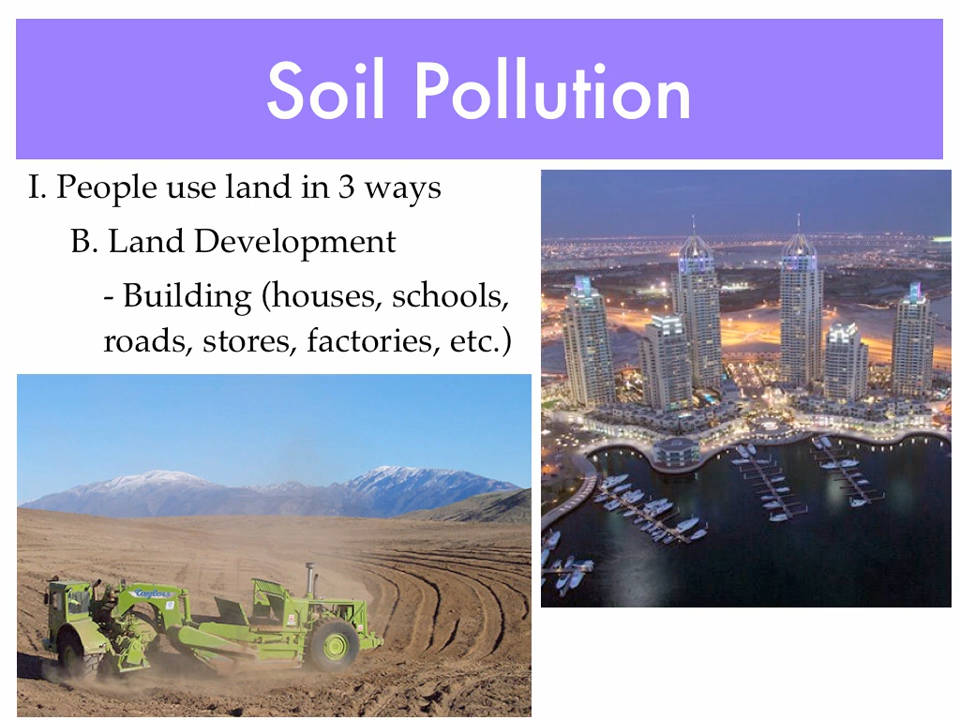 Soil Pollution
I. People use land in 3 ways
B. Land Development
- Building (houses, schools,
roads, stores, factories, etc.)